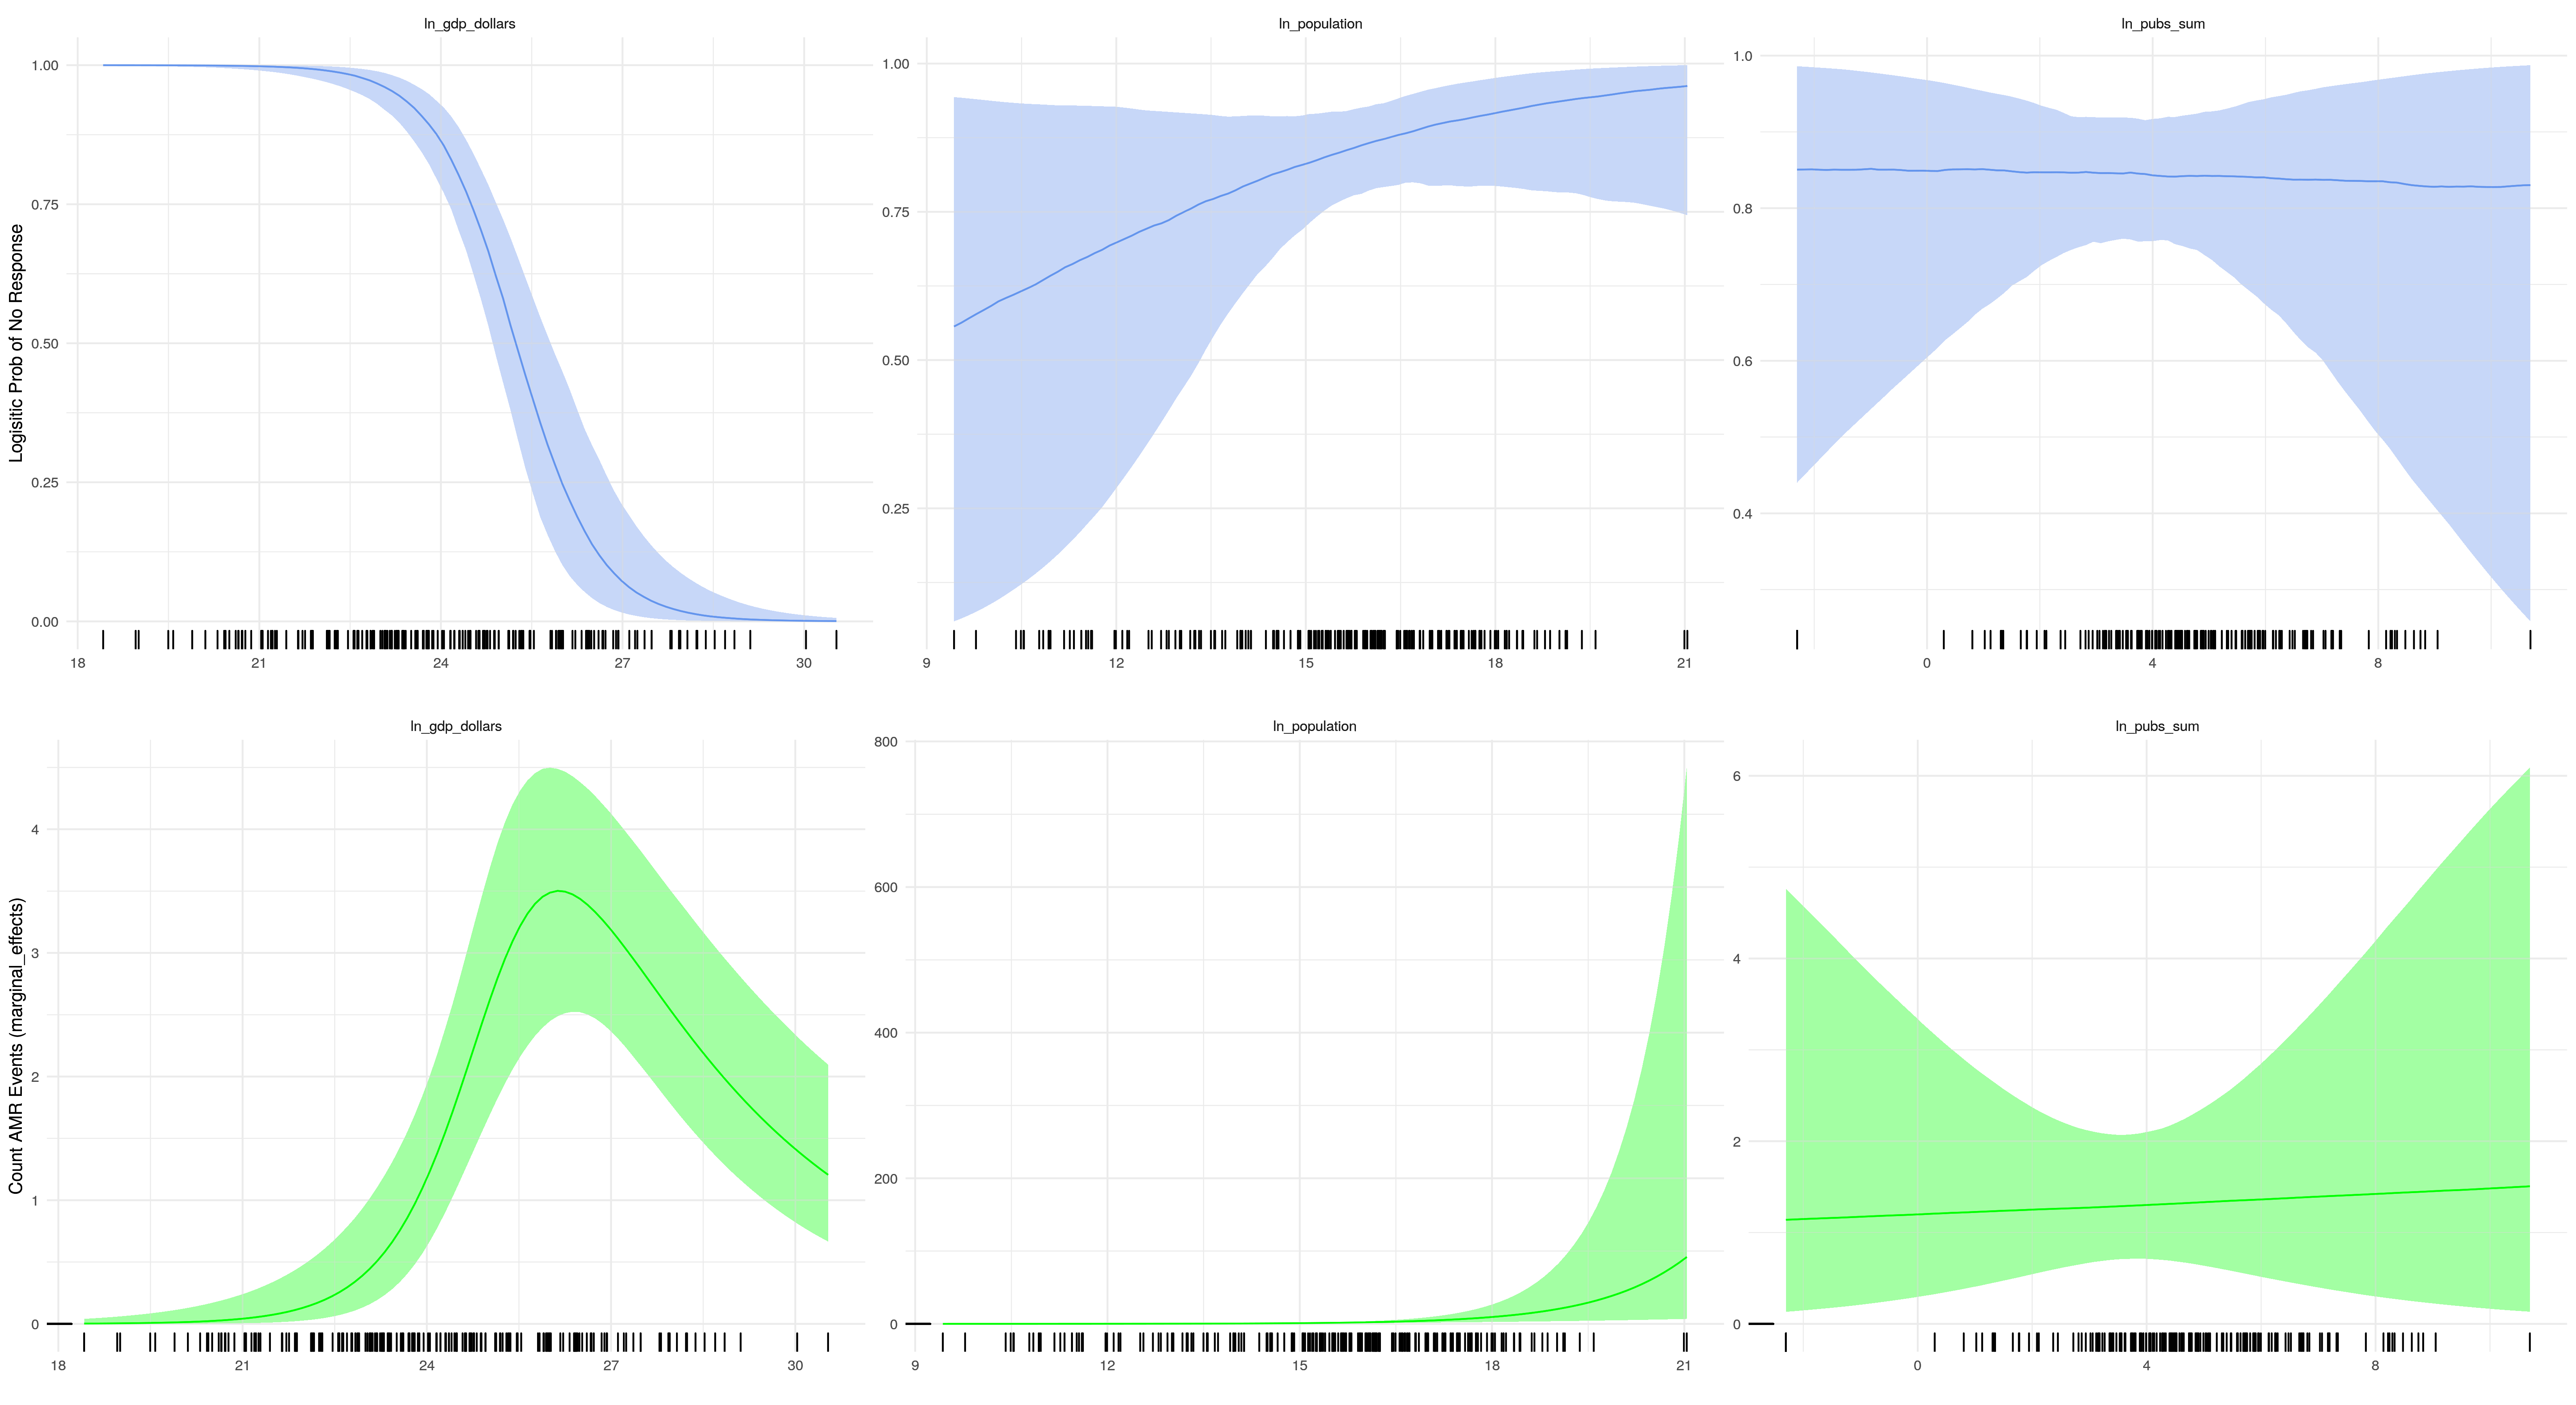 ln_gdp_dollars
ln_population
ln_pubs_sum
Logisitic Prob of No Response
1.00
0.75
0.50
0.25
0.00
18 21 24 27 30
1.00
0.75
0.50
0.25
9 12 15 18 21
1.0
0.8
0.6
0.4
0 4 8
ln_gdp_dollars
ln_population
ln_pubs_sum
Count AMR Events (marginal_effects)
4
3
2
1
0
18 21 24 27 30
800
600
400
200
0
9 12 15 18 21
6
4
2
0
0 4 8